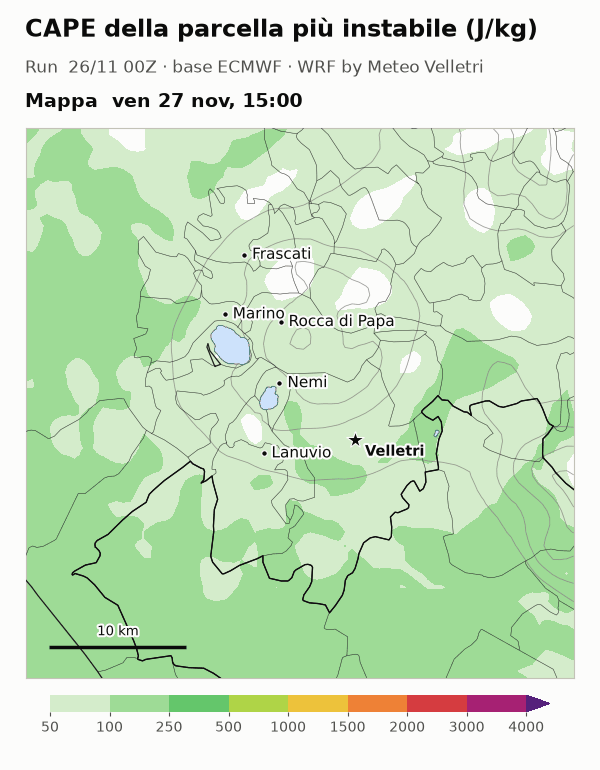 CAPE della parcella più instabile (J/kg)
Run 26/11 00Z · base ECMWF · WRF by Meteo Velletri
Mappa ven 27 nov, 15:00
Frascati
Marino
Rocca di Papa
Nemi
Velletri
Lanuvio
10 km
50 100 250 500 1000 1500 2000 3000 4000